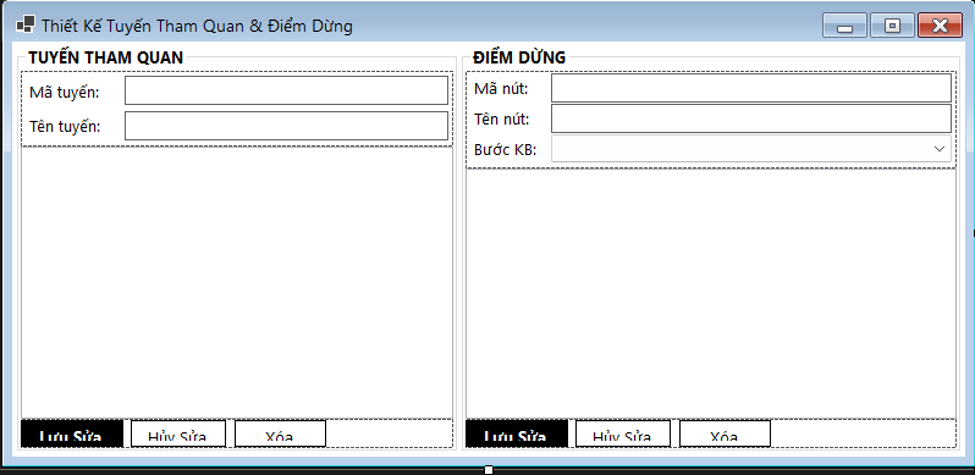 Thiết Kế Tuyến Tham Quan & Điểm Dừng
TUYẾN THAM QUAN
Mã tuyến:
Tên tuyến:
Lưu Sửa
Hủy Sửa
Xóa
ĐIỂM DỪNG
Mã nút:
Tên nút:
Bước KB:
Lưu Sửa
Hủy Sửa
Xóa